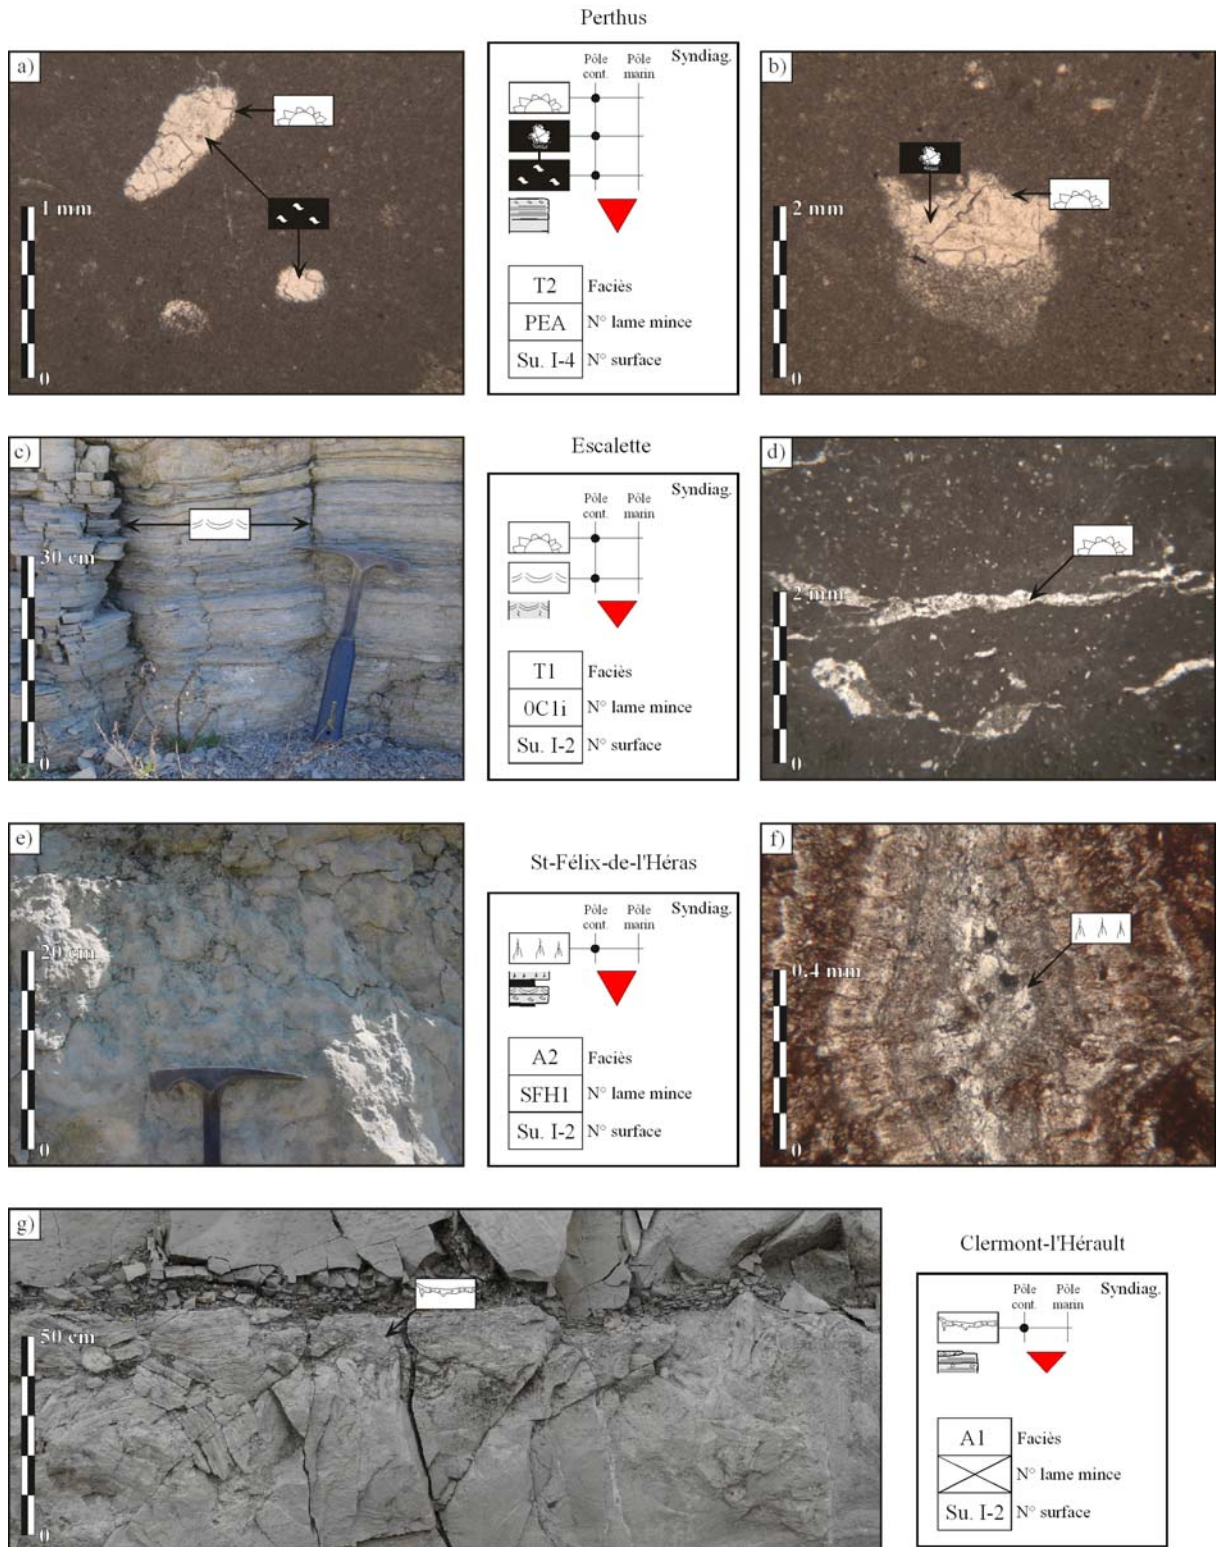 Perthus
a)
1 mm
0
Pôle cont.
Pôle marin
Syndiag.
T2 Faciès
PEA N° lame mince
Su. I-4 N° surface
b)
2 mm
0
Escalette
c)
30 cm
0
Pôle cont.
Pôle marin
Syndiag.
T1 Faciès
0C1i N° lame mince
Su. I-2 N° surface
d)
2 mm
0
St-Félix-de-l'Héras
e)
20 cm
0
Pôle cont.
Pôle marin
Syndiag.
A2 Faciès
SFH1 N° lame mince
Su. I-2 N° surface
f)
0.4 mm
0
g)
50 cm
0
Clermont-l'Hérault
Pôle cont.
Pôle marin
Syndiag.
A1 Faciès
N° lame mince
Su. I-2 N° surface